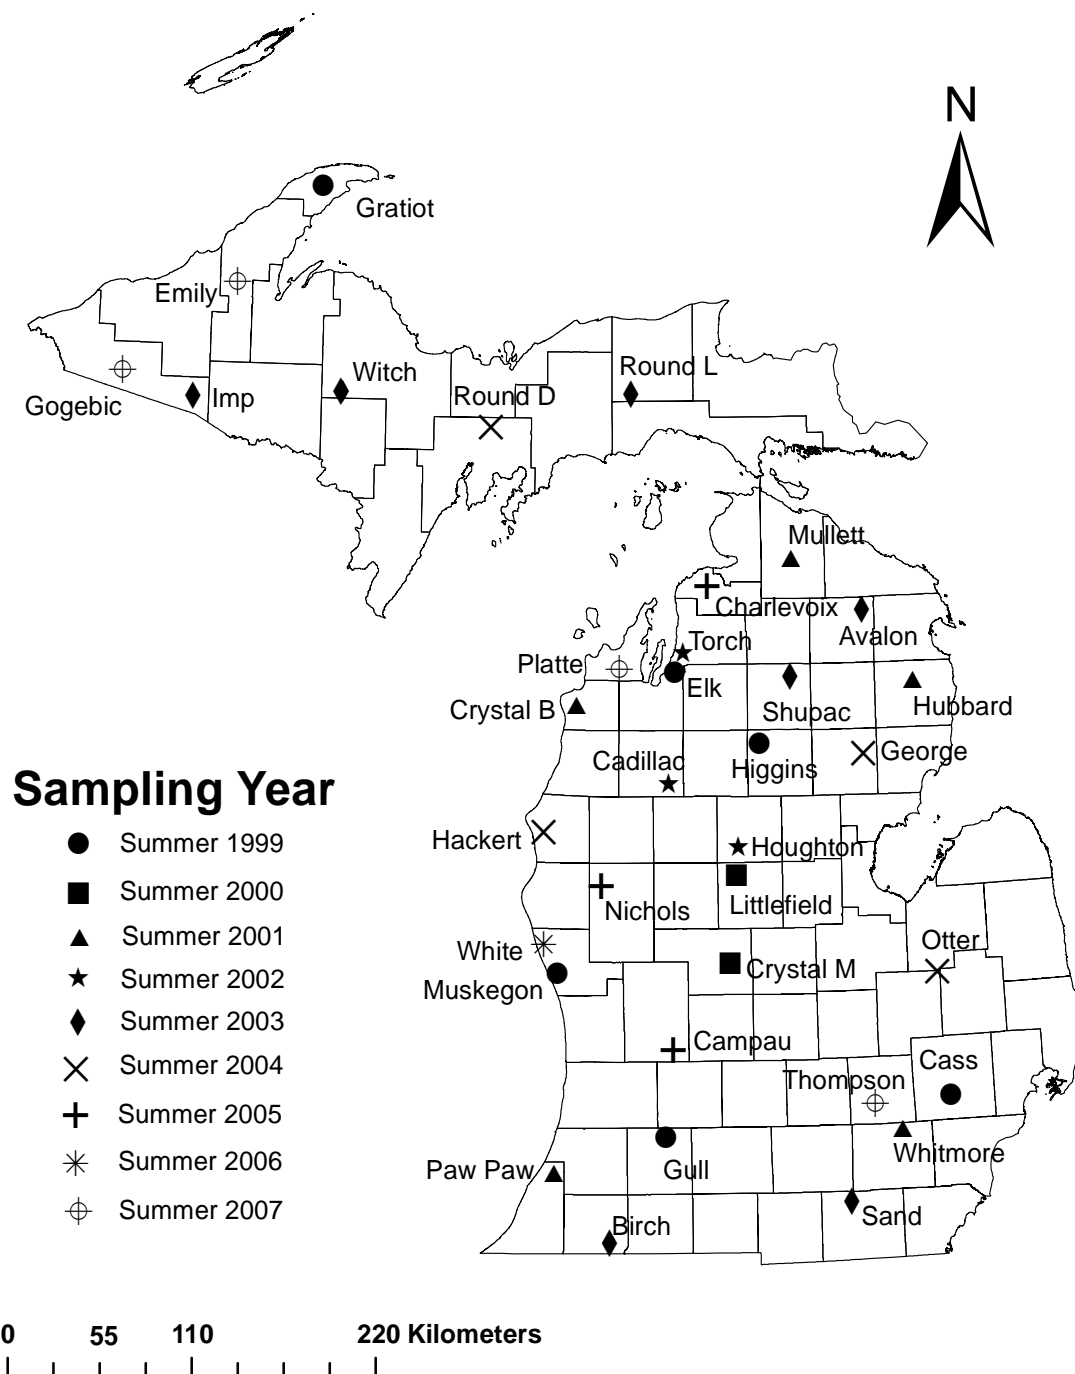 N
Gratiot
Emily
Gogebic
Imp
Witch
Round D
Round L
Mullett
Charlevoix
Avalon
Torch
Platte
Elk
Crystal B
Shupac
Hubbard
Cadillac
Higgins
George
Hackert
Houghton
Nichols
Littlefield
White
Muskegon
Crystal M
Otter
Campau
Cass
Thompson
Whitmore
Paw Paw
Gull
Birch
Sand
Sampling Year
Summer 1999
Summer 2000
Summer 2001
Summer 2002
Summer 2003
Summer 2004
Summer 2005
Summer 2006
Summer 2007
0 55 110 220 Kilometers